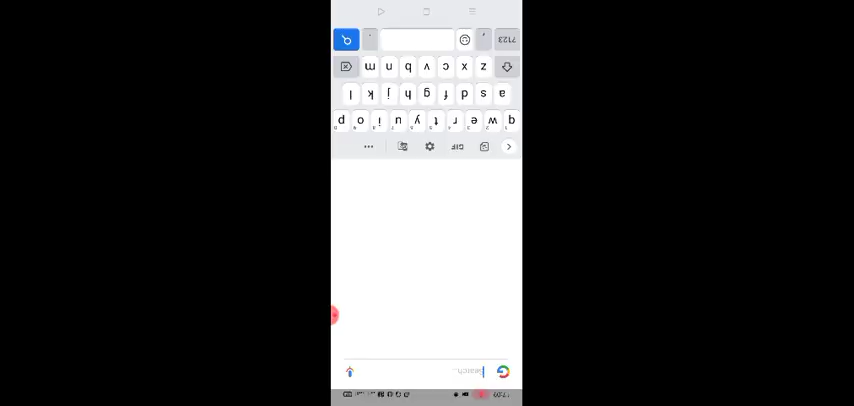 Search...
GIF
q w e r t y u i o p
a s d f g h j k l
z x c v b n m
?123 , .